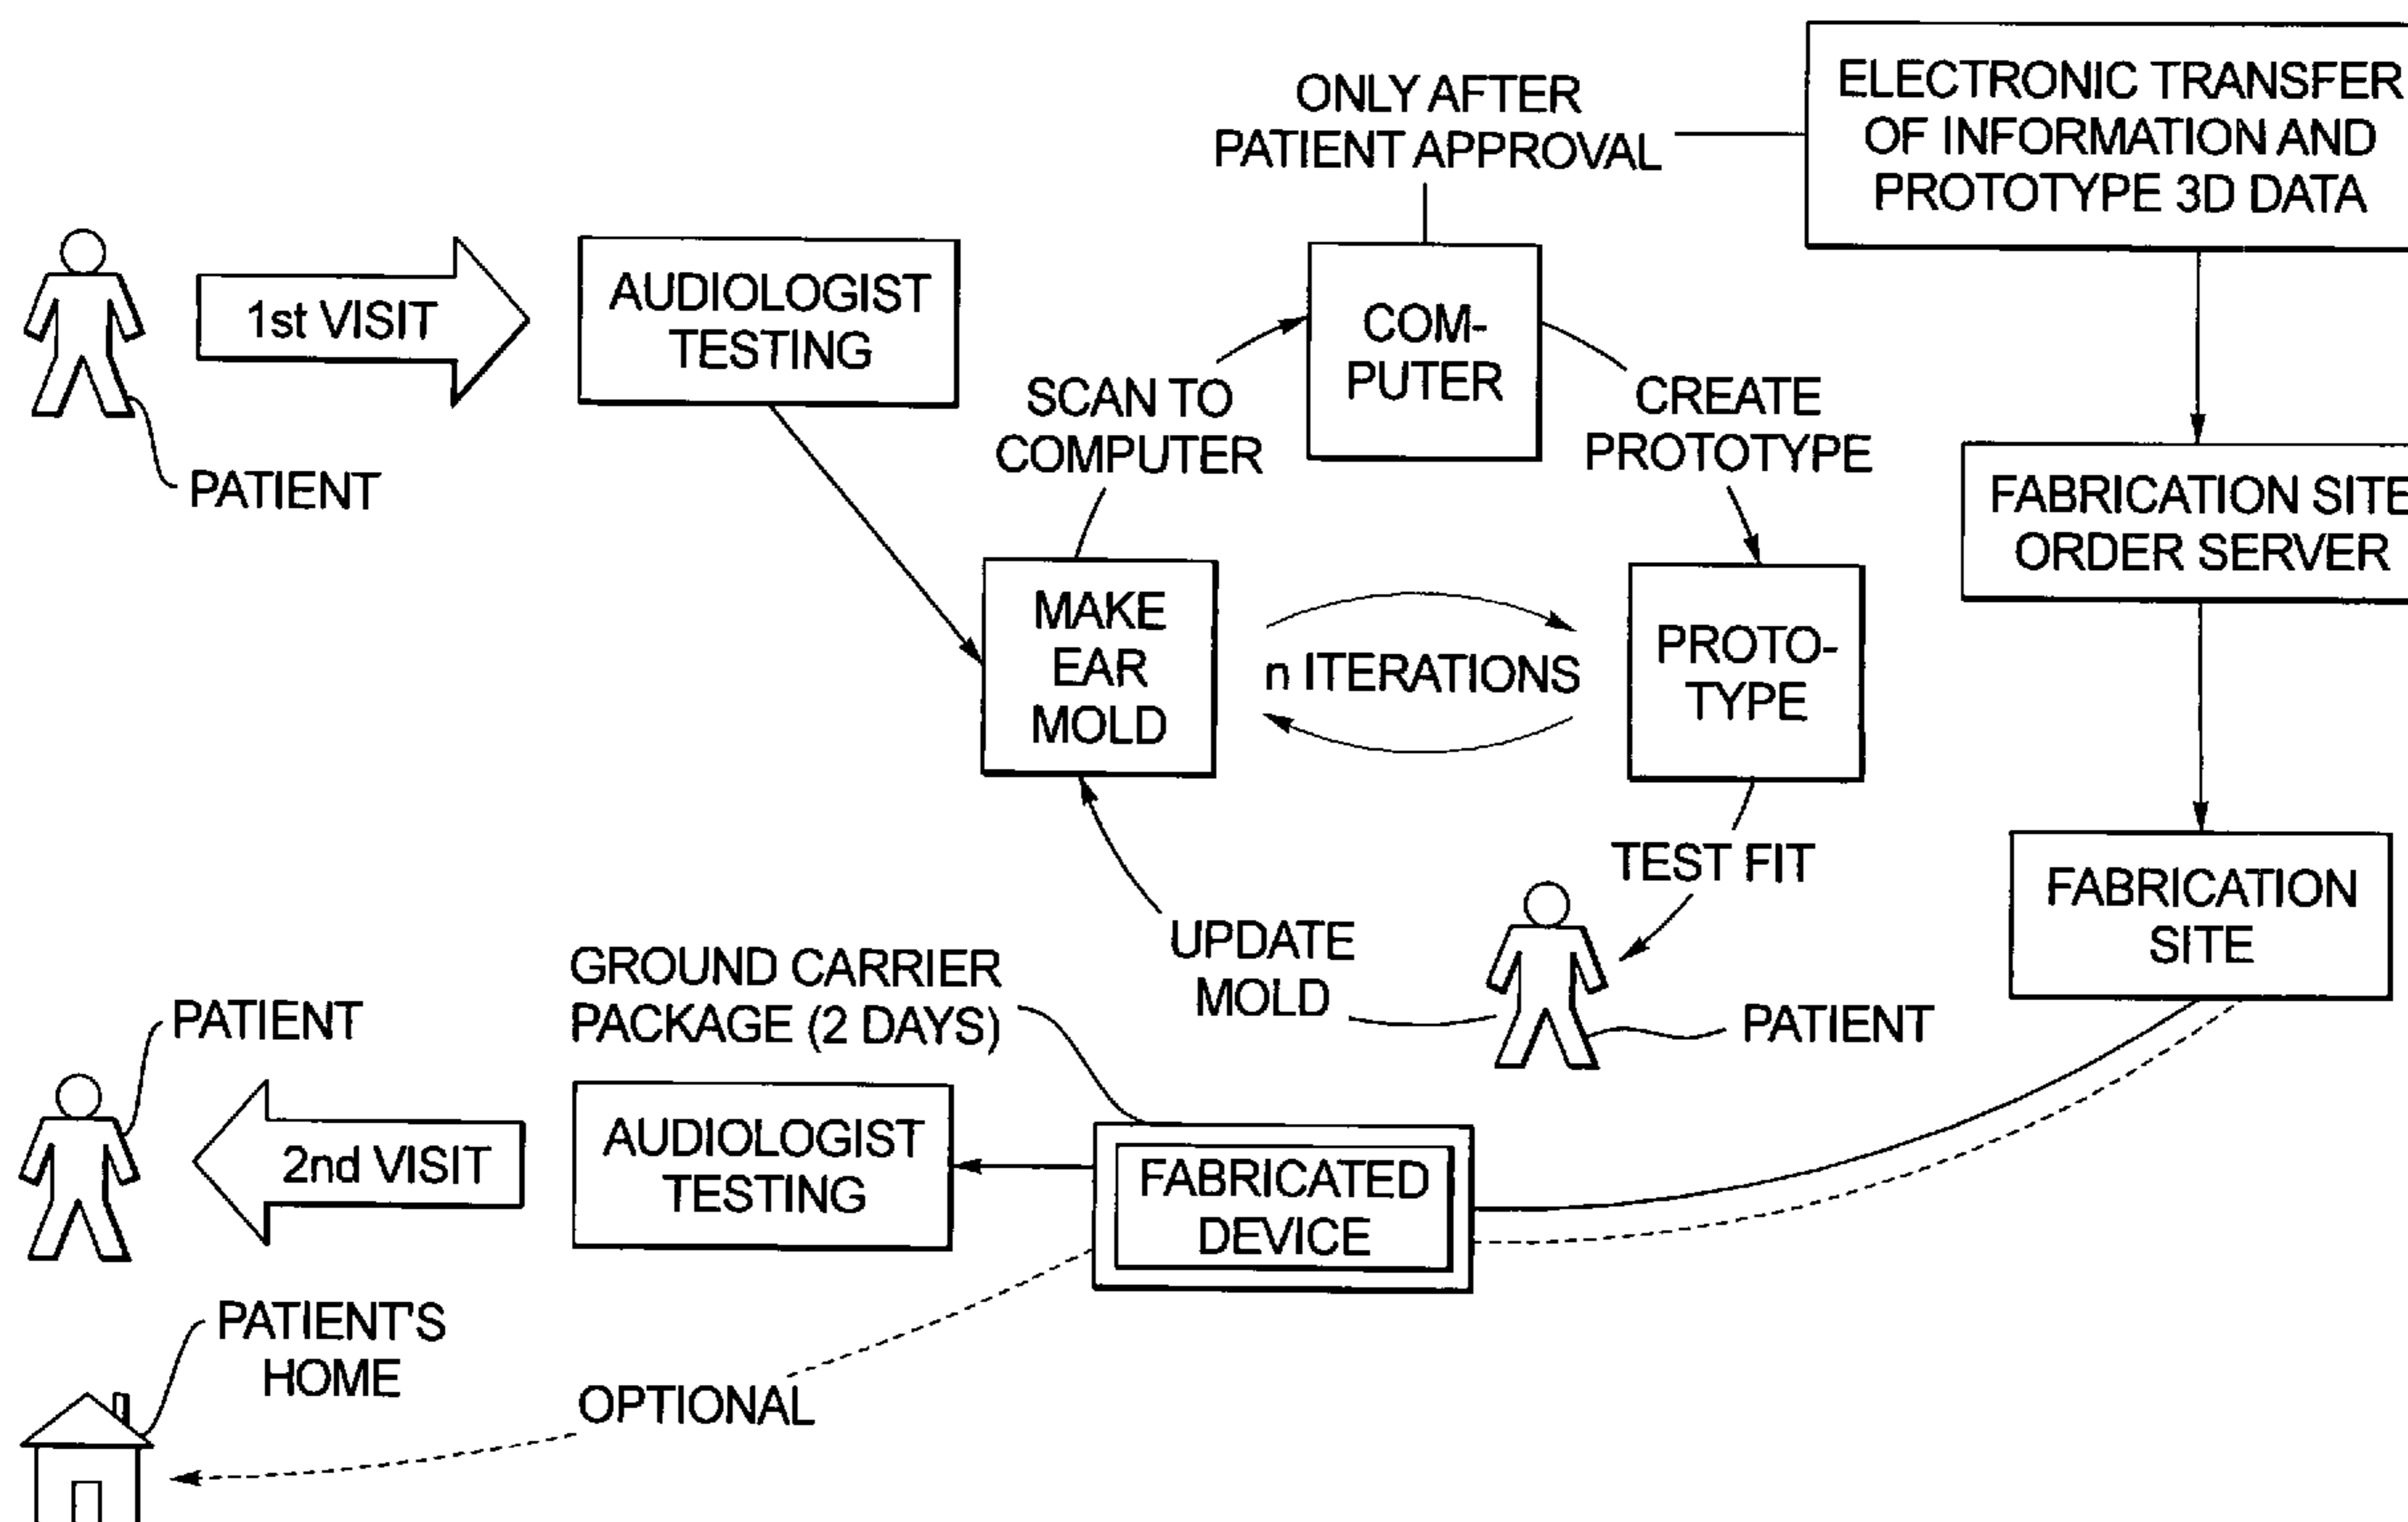 ONLY AFTER
PATIENT APPROVAL
ELECTRONIC TRANSFER
OF INFORMATION AND
PROTOTYPE 3D DATA
1st VISIT
AUDIOLOGIST
TESTING
PATIENT
SCAN TO
COMPUTER
COM-
PUTER
CREATE
PROTOTYPE
FABRICATION SITE
ORDER SERVER
MAKE
EAR
MOLD
n ITERATIONS
PROTO-
TYPE
TEST FIT
FABRICATION
SITE
UPDATE
MOLD
PATIENT
GROUND CARRIER
PACKAGE (2 DAYS)
PATIENT
2nd VISIT
AUDIOLOGIST
TESTING
FABRICATED
DEVICE
PATIENT'S
HOME
OPTIONAL